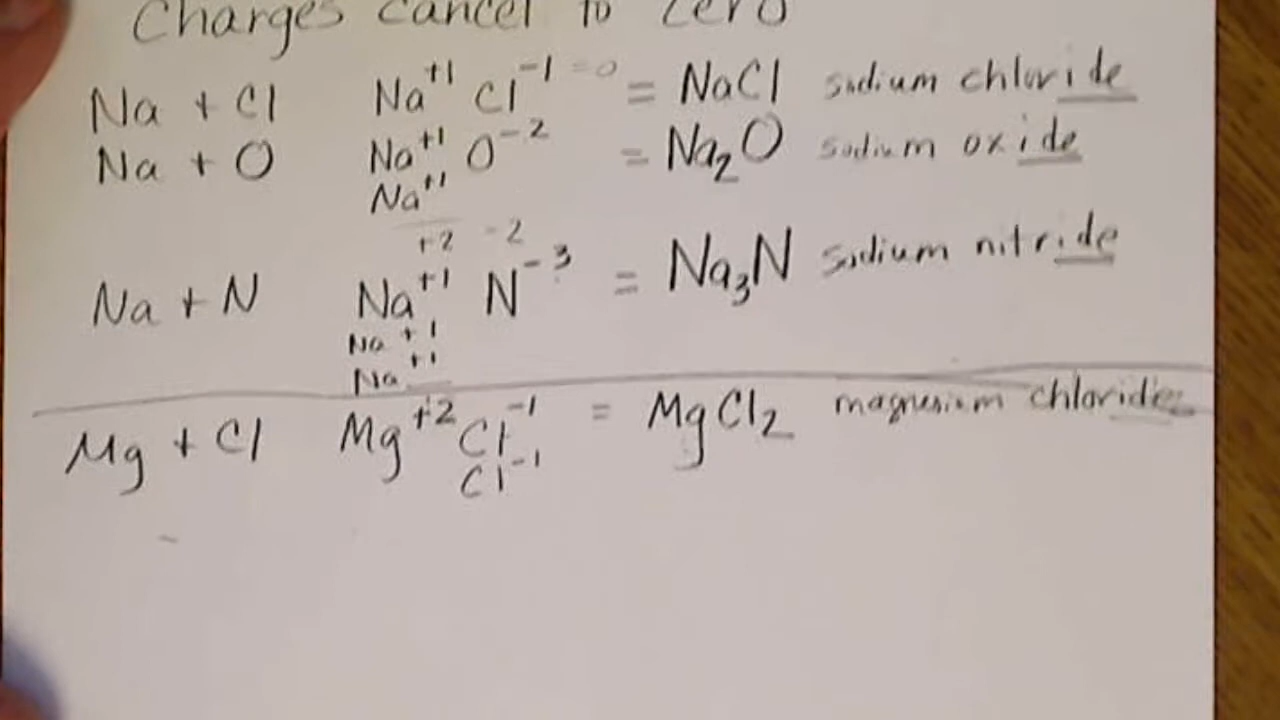 Charges cancel to zero
Na + Cl Na+1 Cl-1 = 0 = NaCl sodium chloride
Na + O Na+1 O-2 = Na2O sodium oxide
Na+1
+2 -2
Na + N Na+1 N-3 = Na3N sodium nitride
Na+1
Na+1
Mg + Cl Mg+2 Cl-1 = MgCl2 magnesium chloride
Cl-1